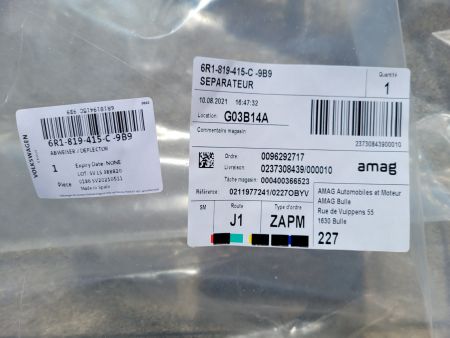 VOLKSWAGEN
6R1-819-415-C -9B9
ABWEISER / DEFLECTION
1
Expiry Date: NONE
Pièce
Made in Spain
6R1-819-415-C -9B9
SEPARATEUR
Quantité
1
10.08.2021 16:47:32
Location: G03B14A
Commentaire magasin
23730843900010
Ordre: 0096292717
Livraison: 0237308439/000010
Tâche magasin: 000400366523
Référence: 0211977241/0227OBYV
amag
AMAG Automobiles et Moteur
AMAG Bulle
Rue de Vuippens 55
1630 Bulle
SM
Route
J1
Type d'ordre
ZAPM
227